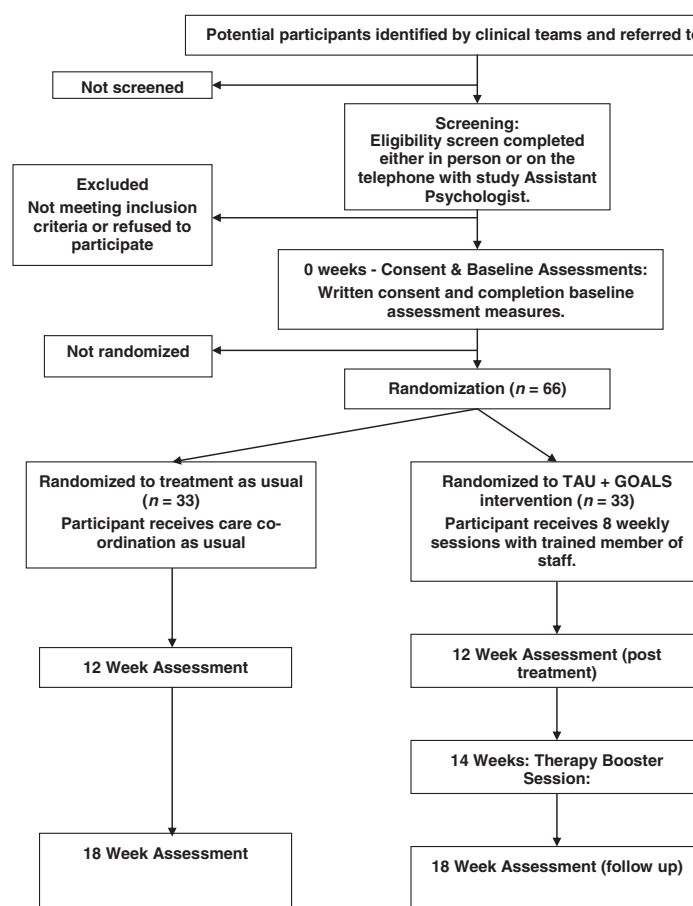 Potential participants identified by clinical teams and referred to
Not screened
Screening:
Eligibility screen completed
either in person or on the
telephone with study Assistant
Psychologist.
Excluded
Not meeting inclusion
criteria or refused to
participate
0 weeks - Consent & Baseline Assessments:
Written consent and completion baseline
assessment measures.
Not randomized
Randomization (n = 66)
Randomized to treatment as usual
(n = 33)
Participant receives care co-
ordination as usual
Randomized to TAU + GOALS
intervention (n = 33)
Participant receives 8 weekly
sessions with trained member of
staff.
12 Week Assessment
12 Week Assessment (post
treatment)
14 Weeks: Therapy Booster
Session:
18 Week Assessment
18 Week Assessment (follow up)